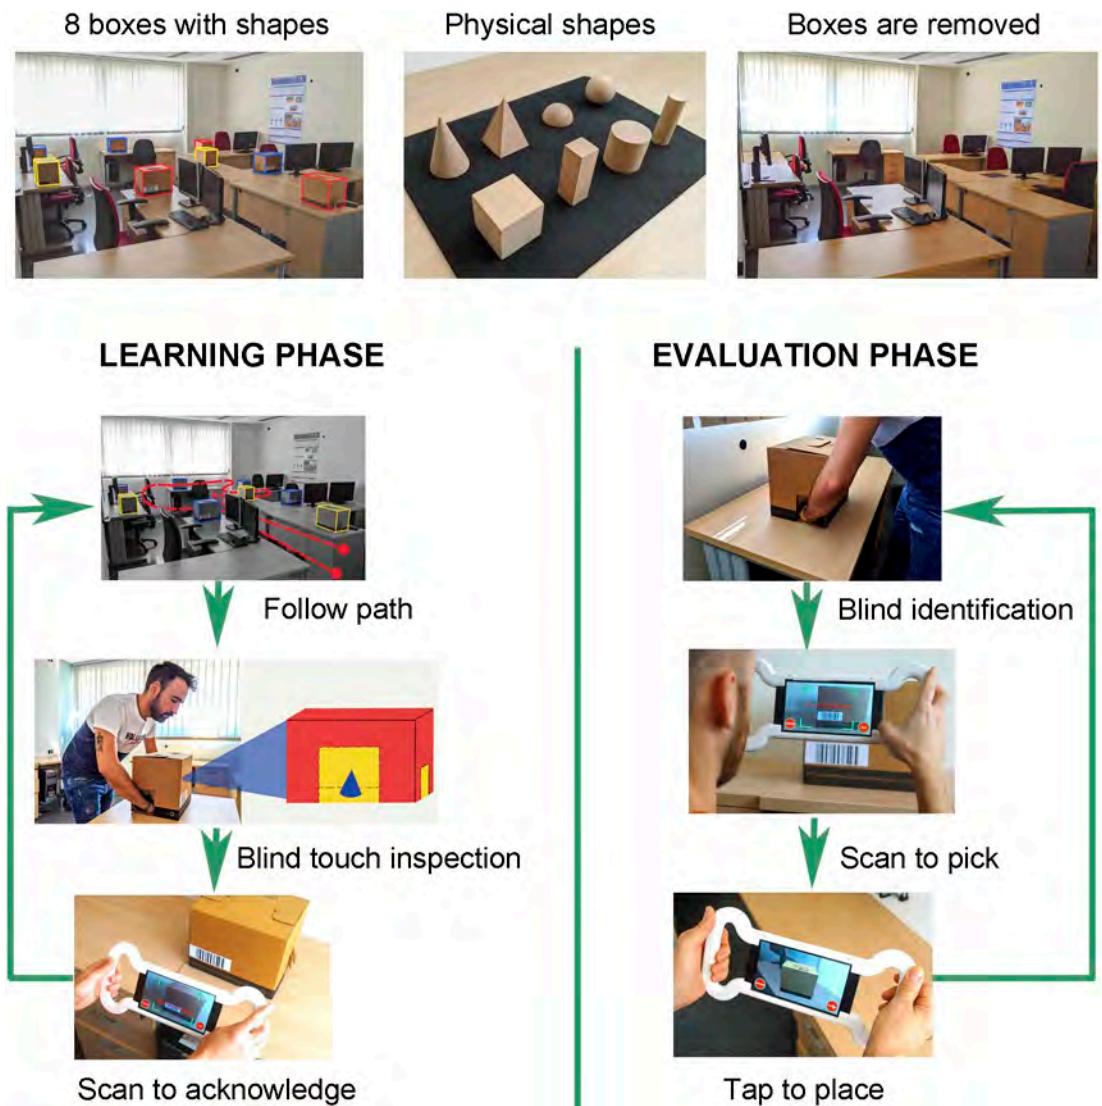 8 boxes with shapes
Physical shapes
Boxes are removed
LEARNING PHASE
EVALUATION PHASE
Follow path
Blind identification
Blind touch inspection
Scan to pick
Scan to acknowledge
Tap to place